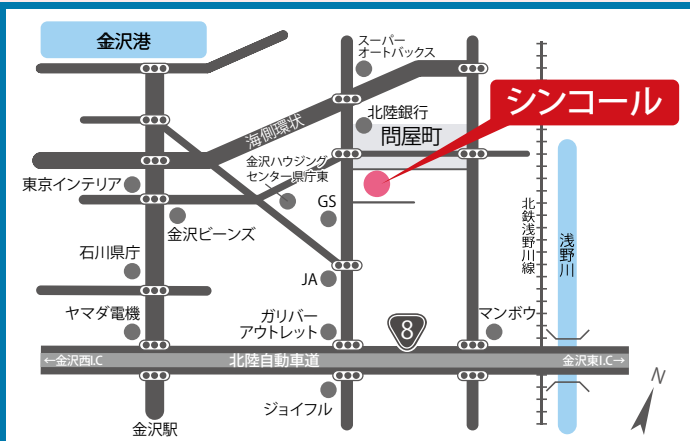 金沢港
スーパー
オートバックス
シンコール
北陸銀行
問屋町
海側環状
金沢ハウジング
センター県庁東
東京インテリア
GS
金沢ビーンズ
北鉄浅野川線
浅野川
石川県庁
JA
ヤマダ電機
ガリバー
アウトレット
8
マンボウ
←金沢西I.C
北陸自動車道
金沢東I.C→
N
ジョイフル
金沢駅